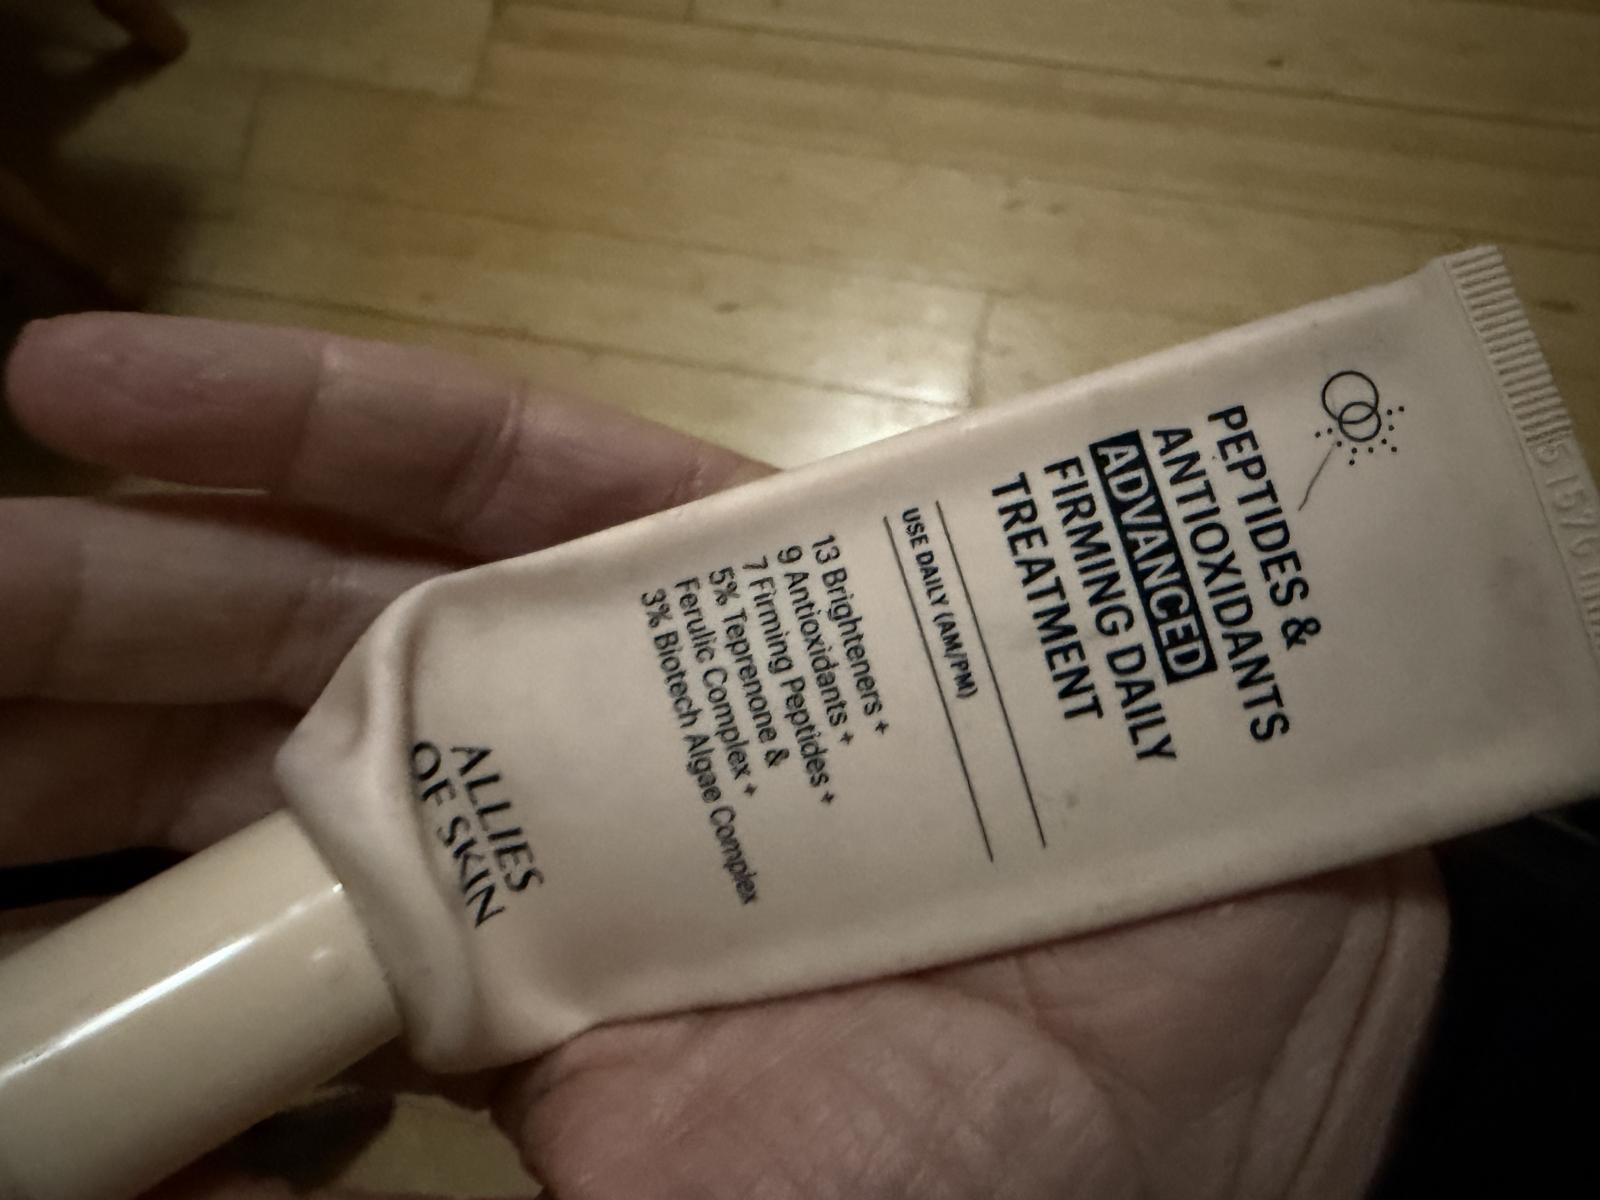 PEPTIDES &
ANTIOXIDANTS
ADVANCED
FIRMING DAILY
TREATMENT
USE DAILY (AM/PM)
13 Brighteners +
9 Antioxidants +
7 Firming Peptides +
5% Teprenone &
Ferulic Complex +
3% Biotech Algae Complex
ALLIES
OF SKIN